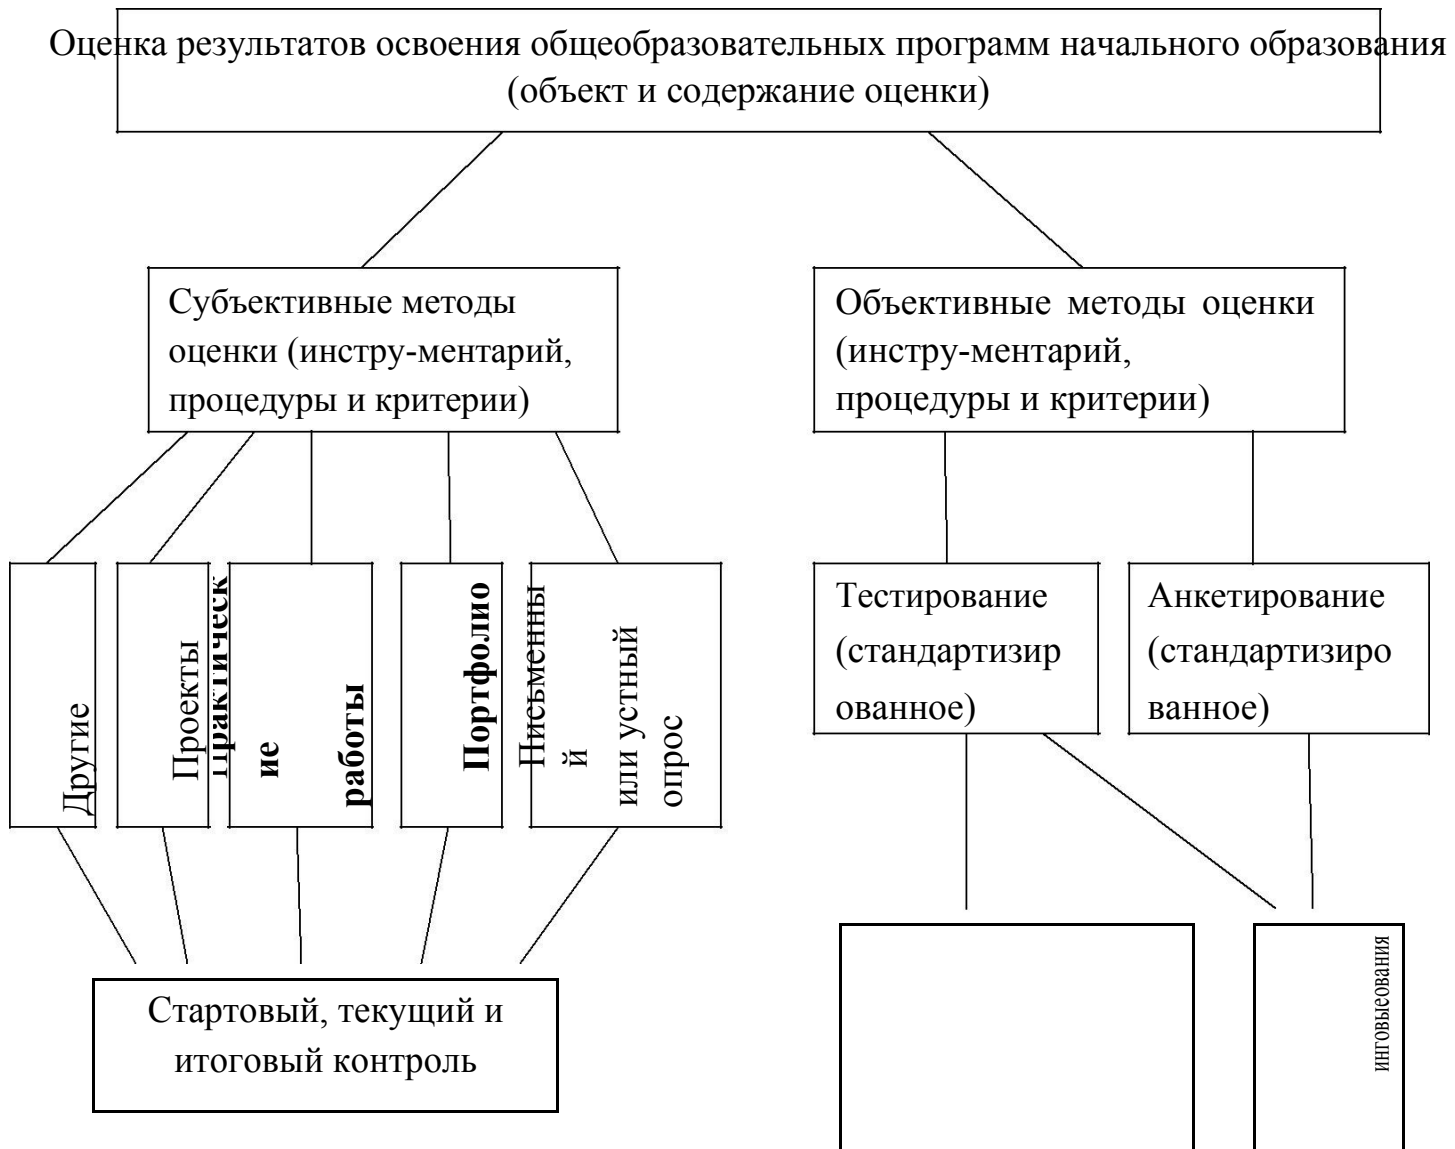 Оценка результатов освоения общеобразовательных программ начального образования
(объект и содержание оценки)
Субъективные методы
оценки (инстру-ментарий,
процедуры и критерии)
Объективные методы оценки
(инстру-ментарий,
процедуры и критерии)
Другие
Проекты
Практическ
ие
работы
Портфолио
Письменны
й
или устный
опрос
Тестирование
(стандартизир
ованное)
Анкетирование
(стандартизиро
ванное)
Стартовый, текущий и
итоговый контроль